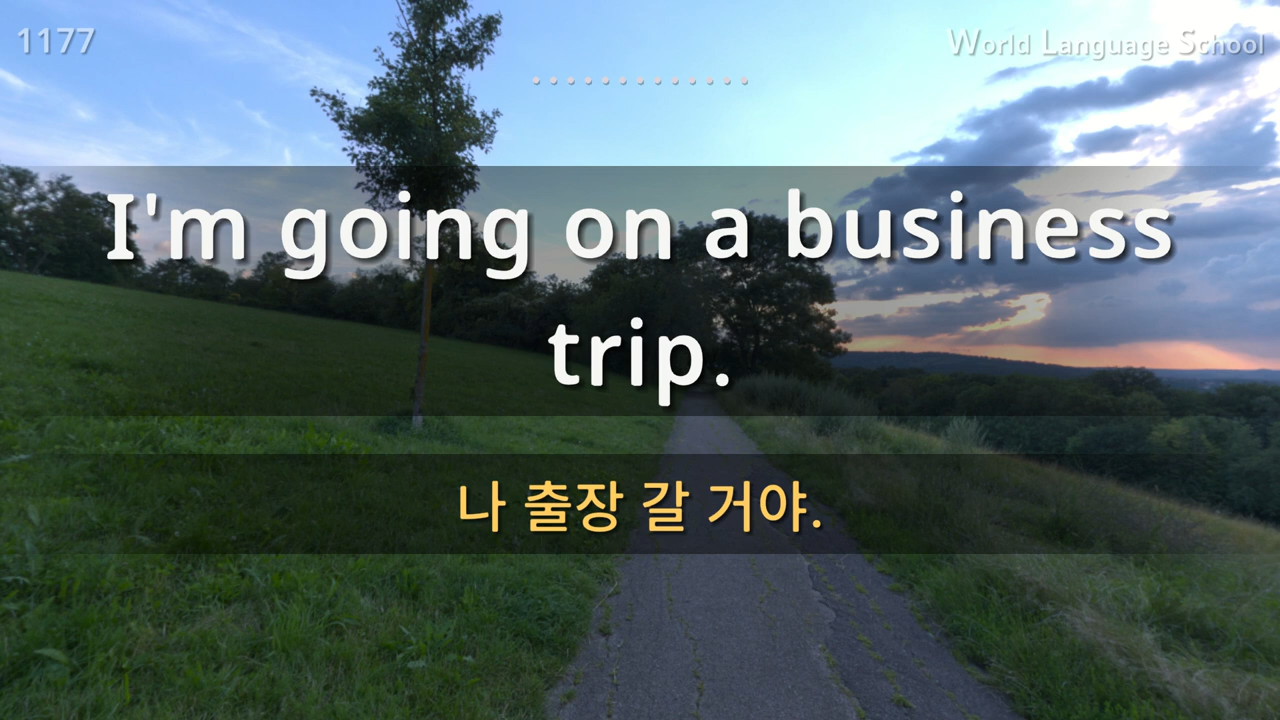 1177
World Language School
I'm going on a business
trip.
나 출장 갈 거야.